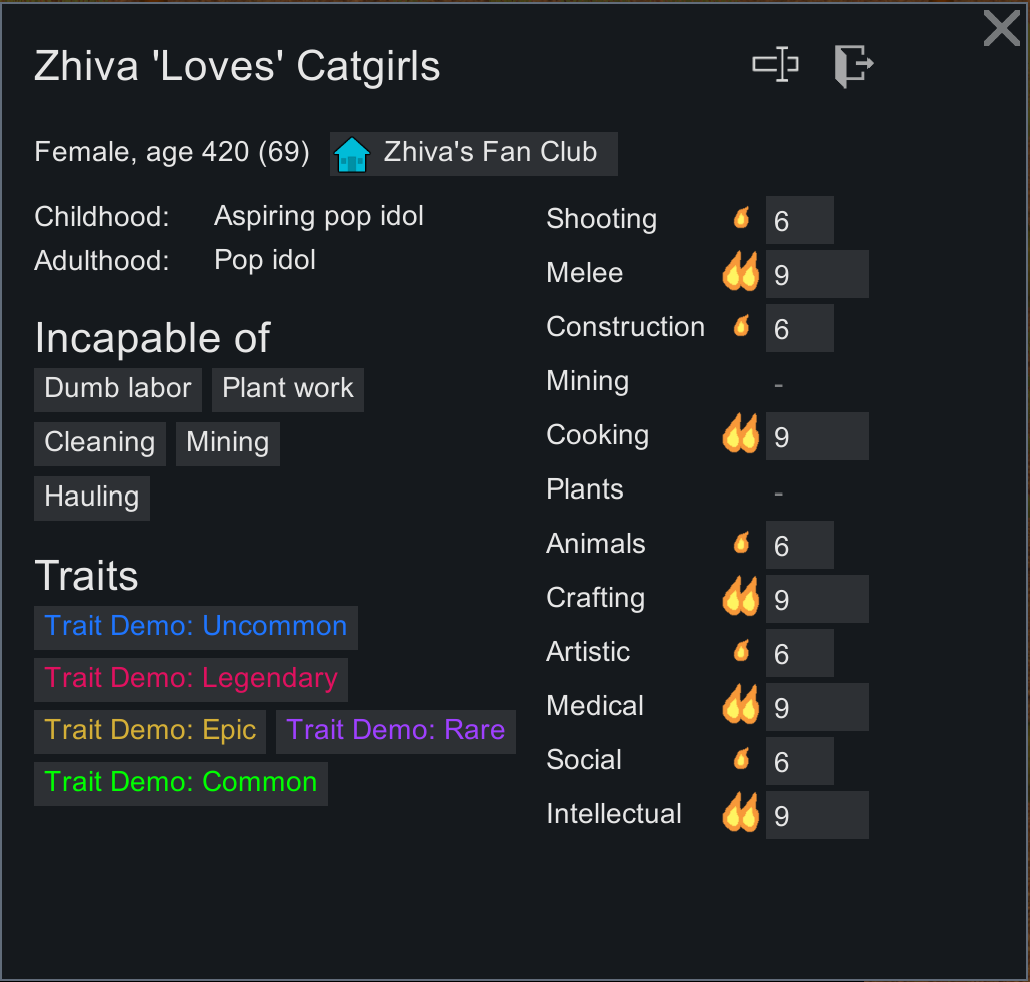 Zhiva 'Loves' Catgirls
Female, age 420 (69)
Zhiva's Fan Club
Childhood: Aspiring pop idol
Adulthood: Pop idol
Incapable of
Dumb labor Plant work
Cleaning Mining
Hauling
Traits
Trait Demo: Uncommon
Trait Demo: Legendary
Trait Demo: Epic Trait Demo: Rare
Trait Demo: Common
Shooting 6
Melee 9
Construction 6
Mining -
Cooking 9
Plants -
Animals 6
Crafting 9
Artistic 6
Medical 9
Social 6
Intellectual 9